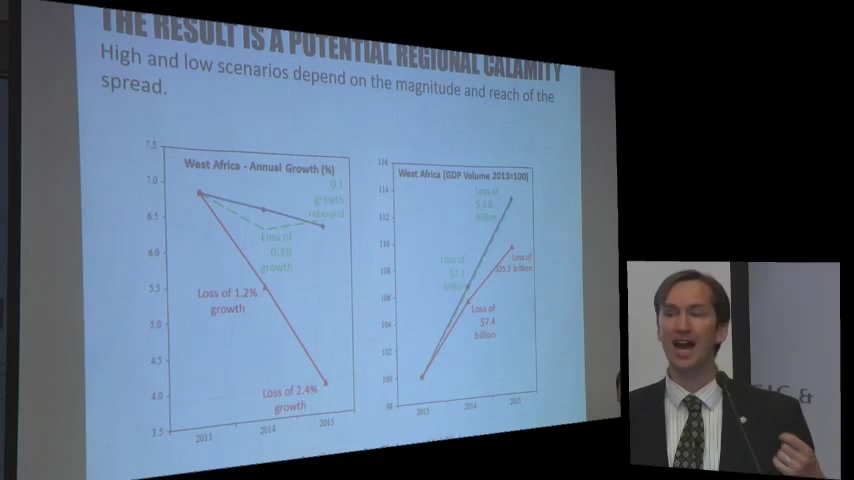 THE RESULT IS A POTENTIAL REGIONAL CALAMITY
High and low scenarios depend on the magnitude and reach of the
spread.
7.5
7.0
6.5
6.0
5.5
5.0
4.5
4.0
3.5
West Africa - Annual Growth (%)
0.1
growth
rebound
Loss of
0.3%
growth
Loss of 1.2%
growth
Loss of 2.4%
growth
2013
2014
2015
116
114
112
110
108
106
104
102
100
98
West Africa (GDP Volume 2013=100)
Loss of
$ 1.6
billion
Loss of
$2.2
billion
Loss of
$25.1 billion
Loss of
$7.4
billion
2013
2014
2015
IC &